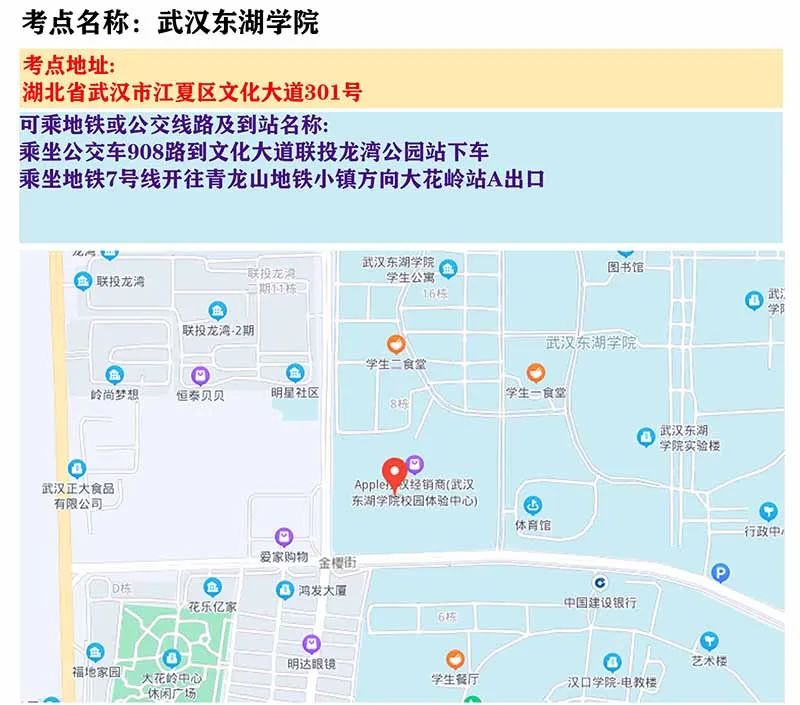 考点名称：武汉东湖学院
考点地址:
湖北省武汉市江夏区文化大道301号
可乘地铁或公交线路及到站名称:
乘坐公交车908路到文化大道联投龙湾公园站下车
乘坐地铁7号线开往青龙山地铁小镇方向大花岭站A出口
龙湾
联投龙湾
联投龙湾
二期11栋
武汉东湖学院
学生公寓
16栋
图书馆
联投龙湾-2期
武汉东湖学院
学生二食堂
岭尚梦想
恒泰贝贝
明星社区
学生一食堂
8栋
武汉东湖
学院实验楼
武汉正大食品
有限公司
Apple授权经销商(武汉
东湖学院校园体验中心)
体育馆
行政中心
爱家购物
金樱街
D栋
花乐亿家
鸿发大厦
P
中国建设银行
6栋
福地家园
大花岭中心
休闲广场
明达眼镜
学生餐厅
汉口学院-电教楼
艺术楼